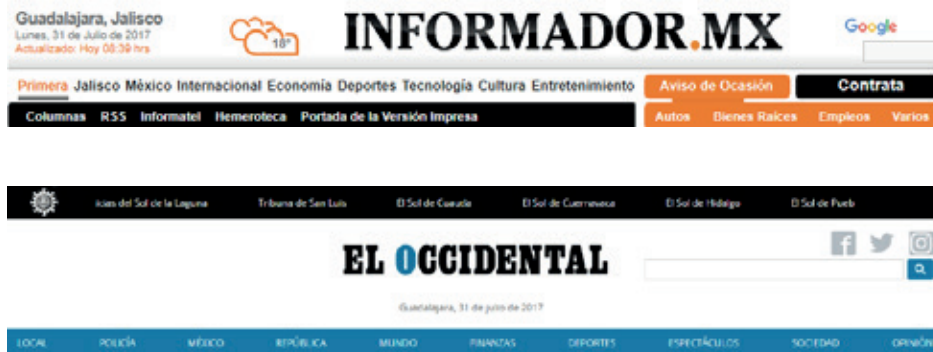 Guadalajara, Jalisco
Lunes, 31 de Julio de 2017
Actualizado: Hoy 08:39 hrs
18°
INFORMADOR.MX
Google
Primera Jalisco México Internacional Economía Deportes Tecnología Cultura Entretenimiento
Aviso de Ocasión
Contrata
Columnas RSS Informatel Hemeroteca Portada de la Versión Impresa
Autos Bienes Raíces Empleos Varios
icias del Sol de la Laguna Tribuna de San Luis El Sol de Cuautla El Sol de Cuernavaca El Sol de Hidalgo El Sol de Pueb
EL OCCIDENTAL
Guadalajara, 31 de julio de 2017
LOCAL POLICÍA MÉXICO REPÚBLICA MUNDO FINANZAS DEPORTES ESPECTÁCULOS SOCIEDAD OPINIÓN